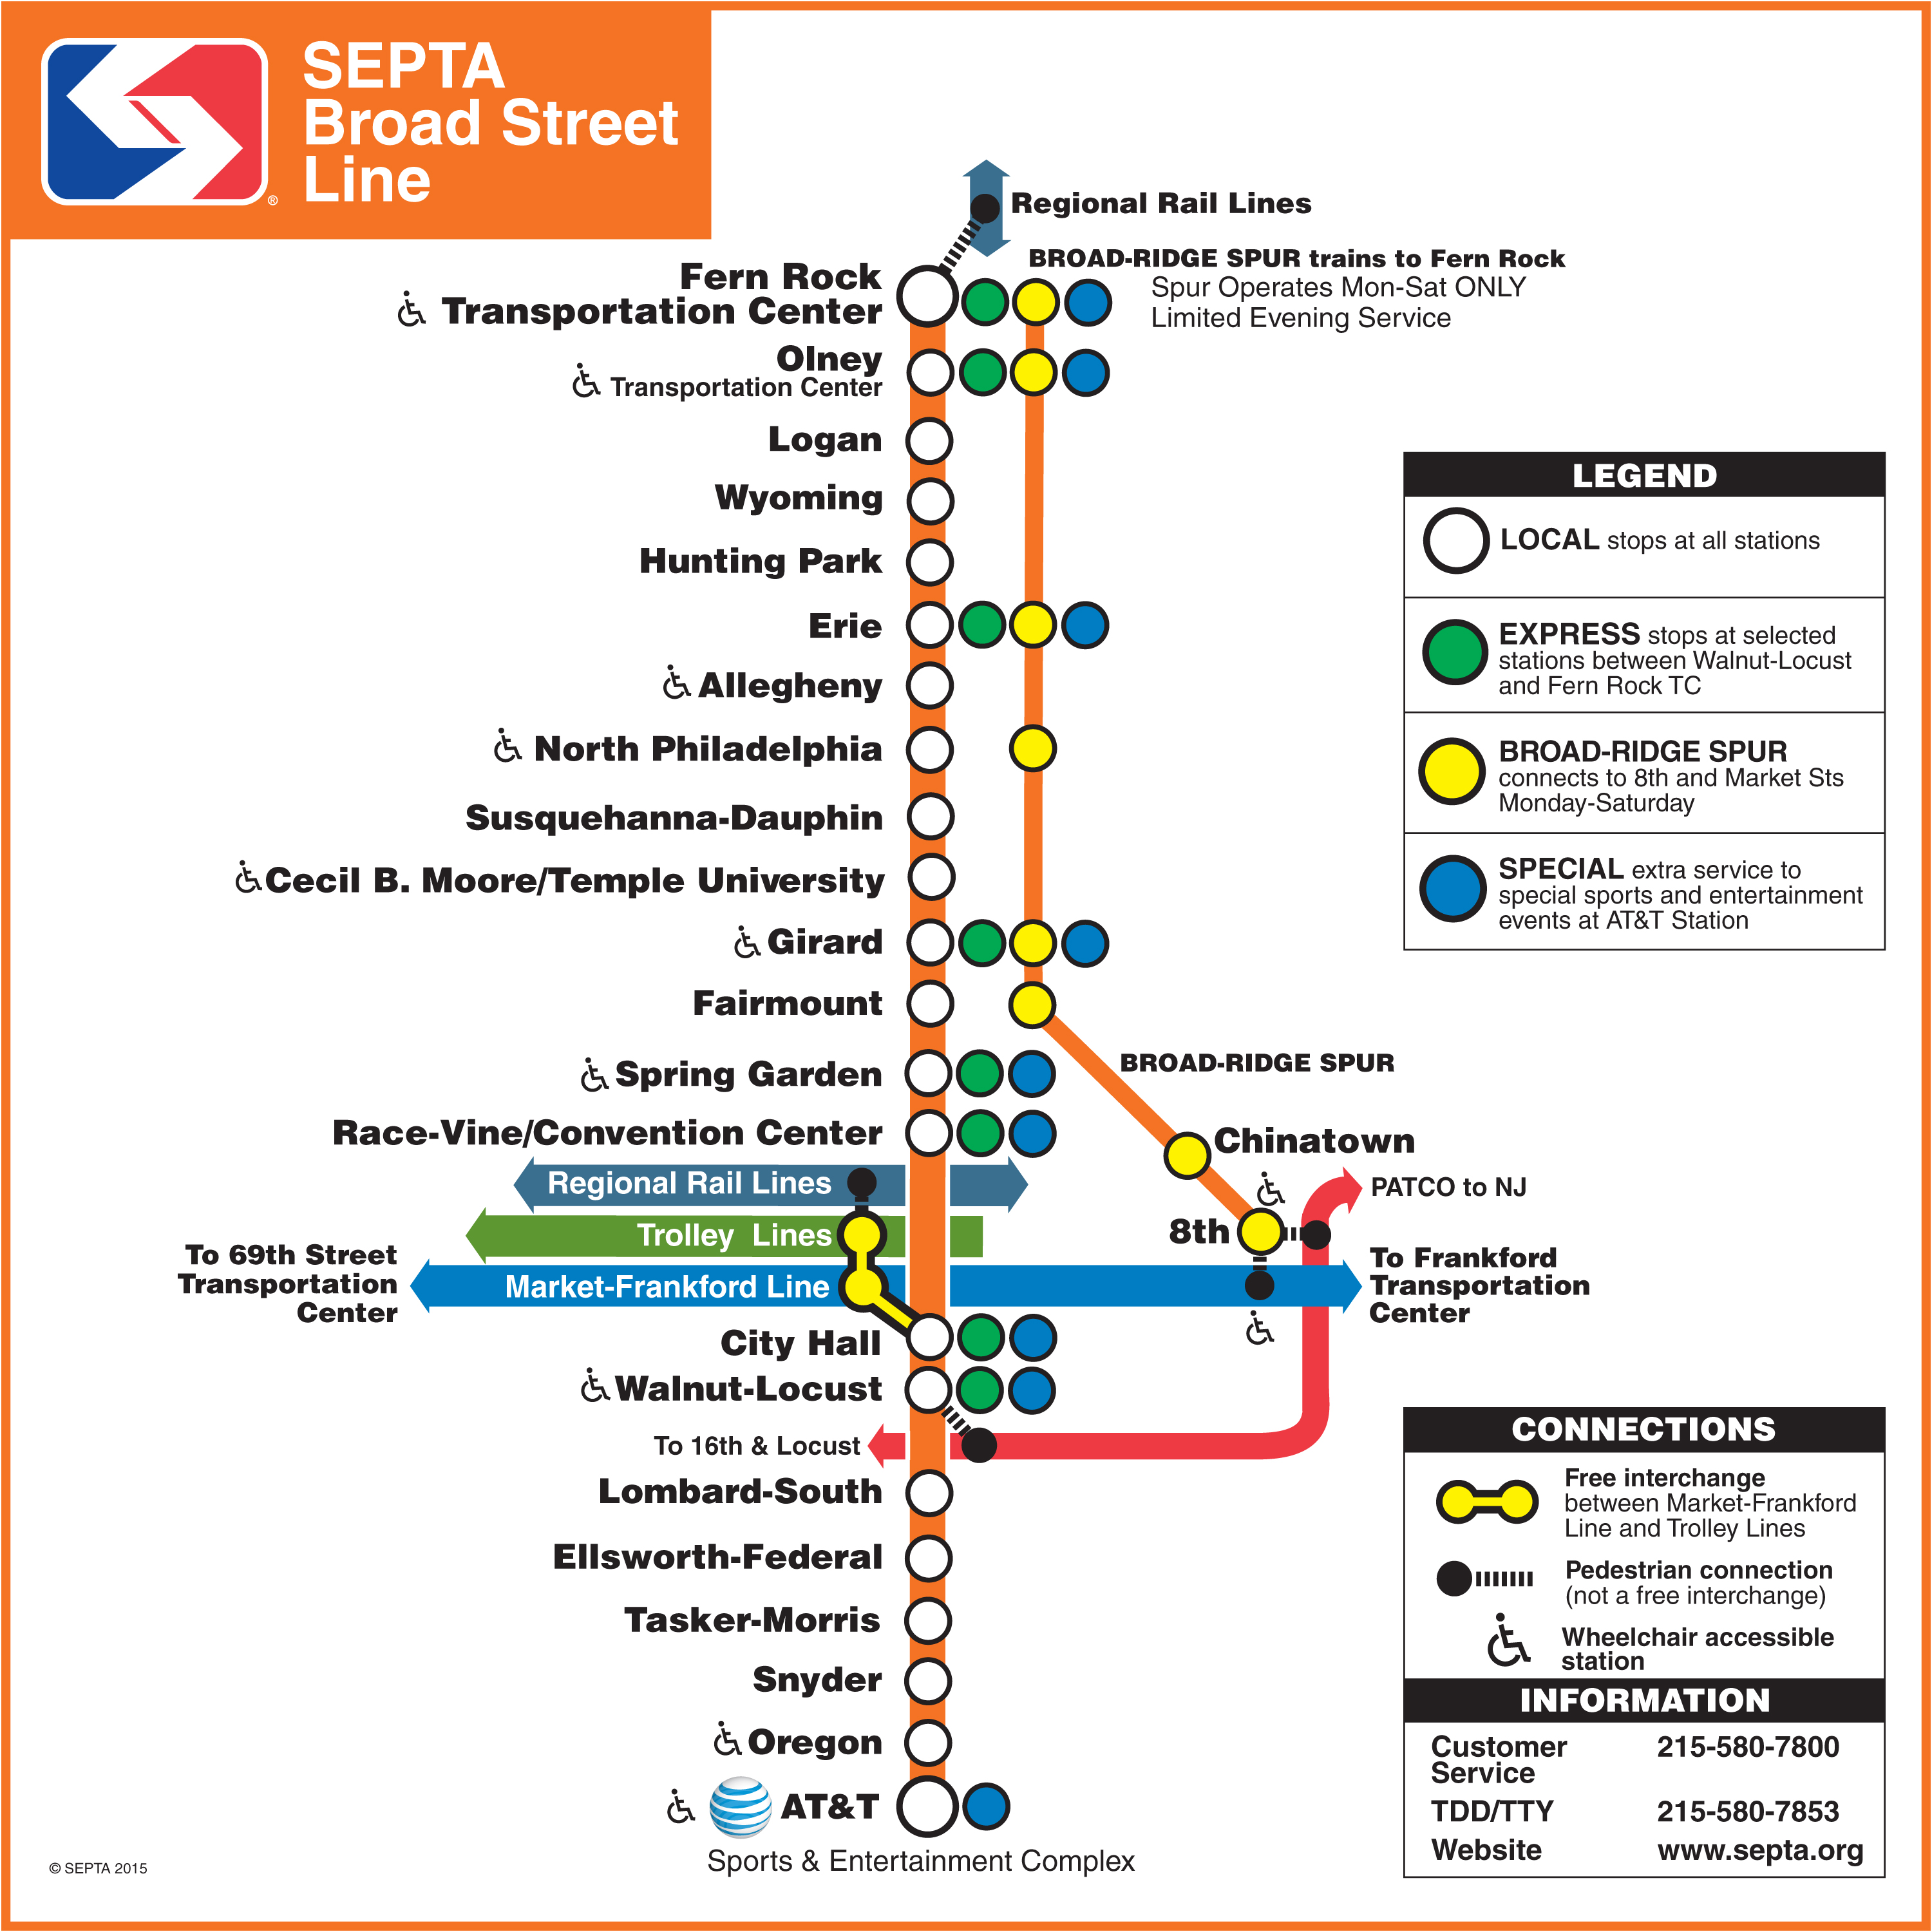 SEPTA
Broad Street
Line
®
Regional Rail Lines
BROAD-RIDGE SPUR trains to Fern Rock
Spur Operates Mon-Sat ONLY
Limited Evening Service
Fern Rock
Transportation Center
Olney
Transportation Center
Logan
Wyoming
Hunting Park
Erie
Allegheny
North Philadelphia
Susquehanna-Dauphin
Cecil B. Moore/Temple University
Girard
Fairmount
Spring Garden
BROAD-RIDGE SPUR
Race-Vine/Convention Center
Chinatown
Regional Rail Lines
PATCO to NJ
Trolley Lines
8th
To 69th Street
Transportation
Center
Market-Frankford Line
To Frankford
Transportation
Center
City Hall
Walnut-Locust
To 16th & Locust
Lombard-South
Ellsworth-Federal
Tasker-Morris
Snyder
Oregon
AT&T
Sports & Entertainment Complex
© SEPTA 2015
LEGEND
LOCAL stops at all stations
EXPRESS stops at selected
stations between Walnut-Locust
and Fern Rock TC
BROAD-RIDGE SPUR
connects to 8th and Market Sts
Monday-Saturday
SPECIAL extra service to
special sports and entertainment
events at AT&T Station
CONNECTIONS
Free interchange
between Market-Frankford
Line and Trolley Lines
Pedestrian connection
(not a free interchange)
Wheelchair accessible
station
INFORMATION
Customer 215-580-7800
Service
TDD/TTY 215-580-7853
Website www.septa.org